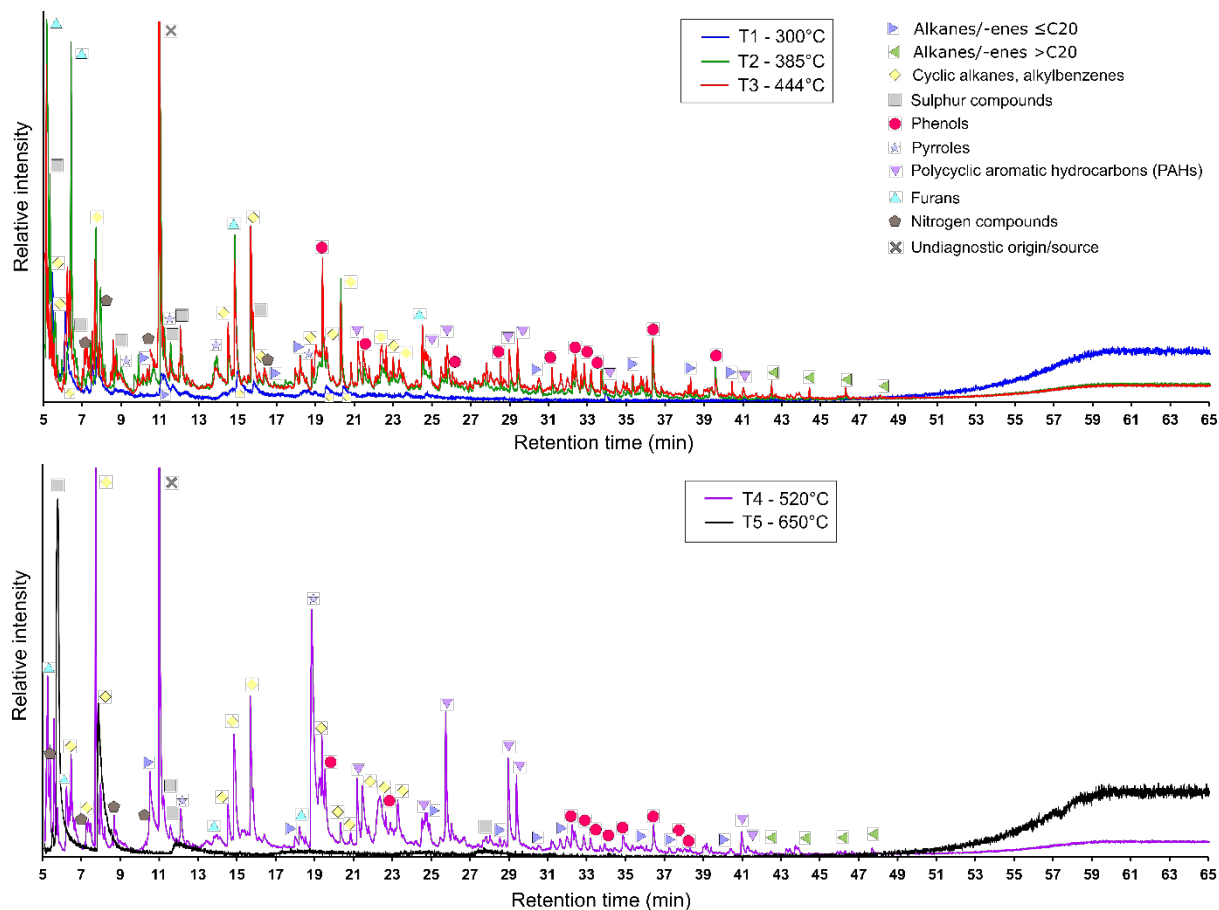 Relative intensity
T1 - 300°C
T2 - 385°C
T3 - 444°C
Alkanes/-enes ≤C20
Alkanes/-enes >C20
Cyclic alkanes, alkylbenzenes
Sulphur compounds
Phenols
Pyrroles
Polycyclic aromatic hydrocarbons (PAHs)
Furans
Nitrogen compounds
Undiagnostic origin/source
5 7 9 11 13 15 17 19 21 23 25 27 29 31 33 35 37 39 41 43 45 47 49 51 53 55 57 59 61 63 65
Retention time (min)
Relative intensity
T4 - 520°C
T5 - 650°C
5 7 9 11 13 15 17 19 21 23 25 27 29 31 33 35 37 39 41 43 45 47 49 51 53 55 57 59 61 63 65
Retention time (min)